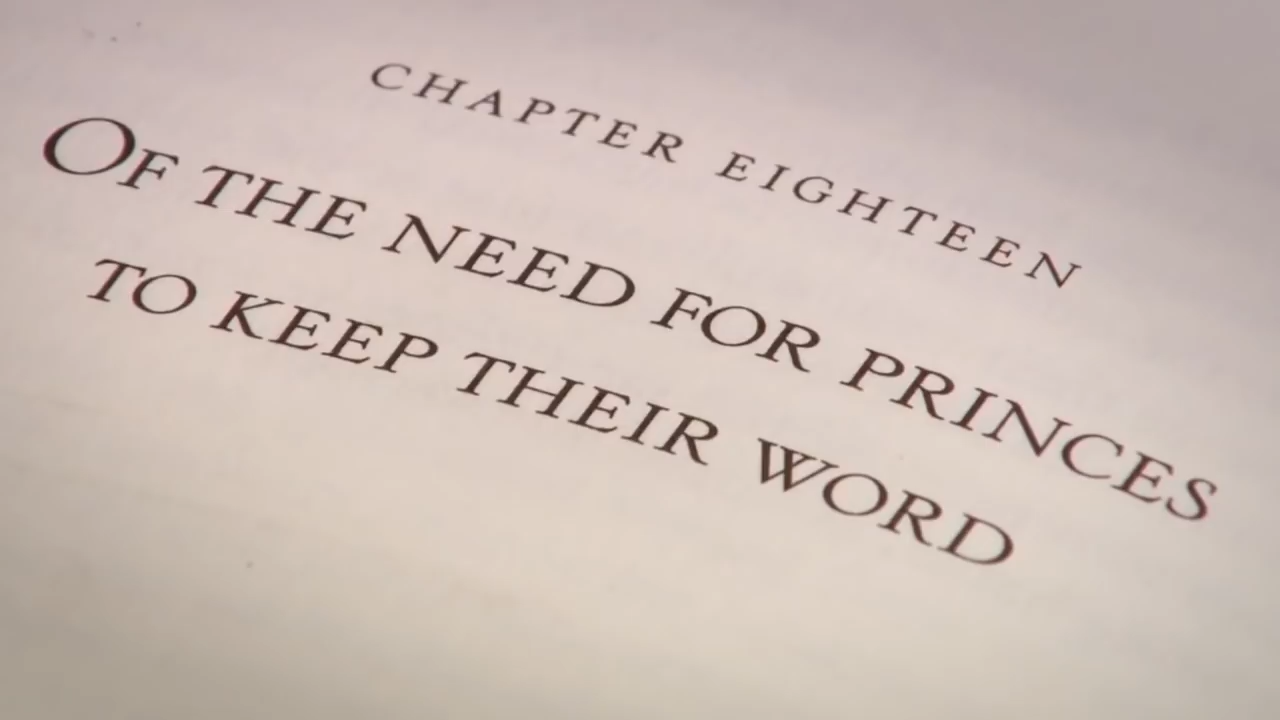 CHAPTER EIGHTEEN
OF THE NEED FOR PRINCES
TO KEEP THEIR WORD